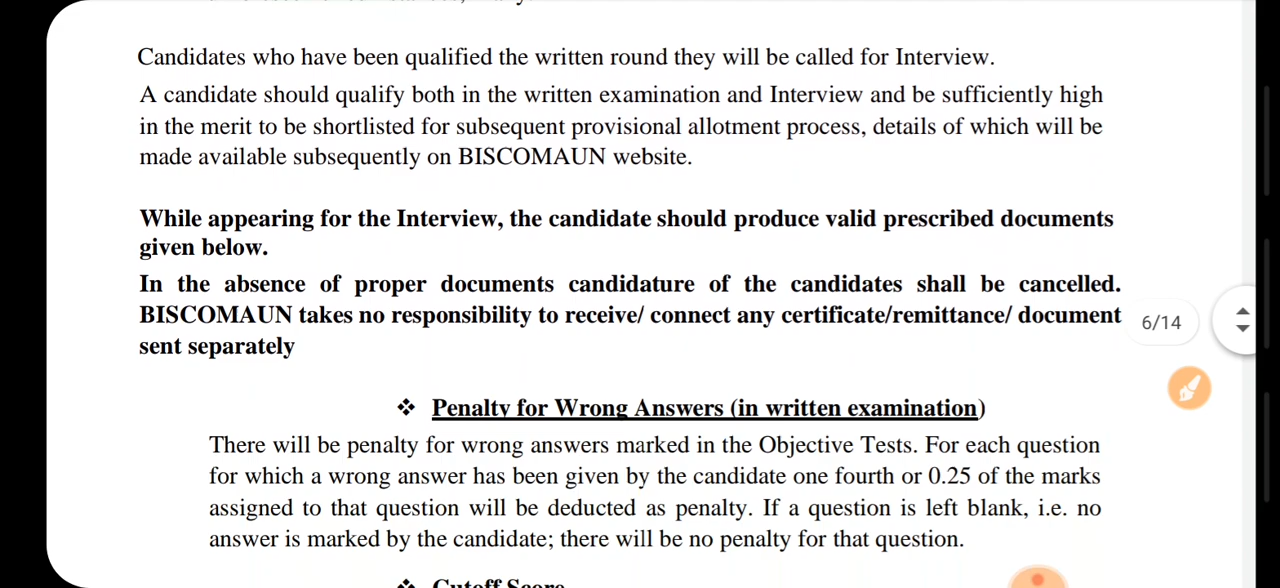 Candidates who have been qualified the written round they will be called for Interview.
A candidate should qualify both in the written examination and Interview and be sufficiently high
in the merit to be shortlisted for subsequent provisional allotment process, details of which will be
made available subsequently on BISCOMAUN website.
While appearing for the Interview, the candidate should produce valid prescribed documents
given below.
In the absence of proper documents candidature of the candidates shall be cancelled.
BISCOMAUN takes no responsibility to receive/ connect any certificate/remittance/ document
6/14
sent separately
❖ Penalty for Wrong Answers (in written examination)
There will be penalty for wrong answers marked in the Objective Tests. For each question
for which a wrong answer has been given by the candidate one fourth or 0.25 of the marks
assigned to that question will be deducted as penalty. If a question is left blank, i.e. no
answer is marked by the candidate; there will be no penalty for that question.
❖ Cutoff Score